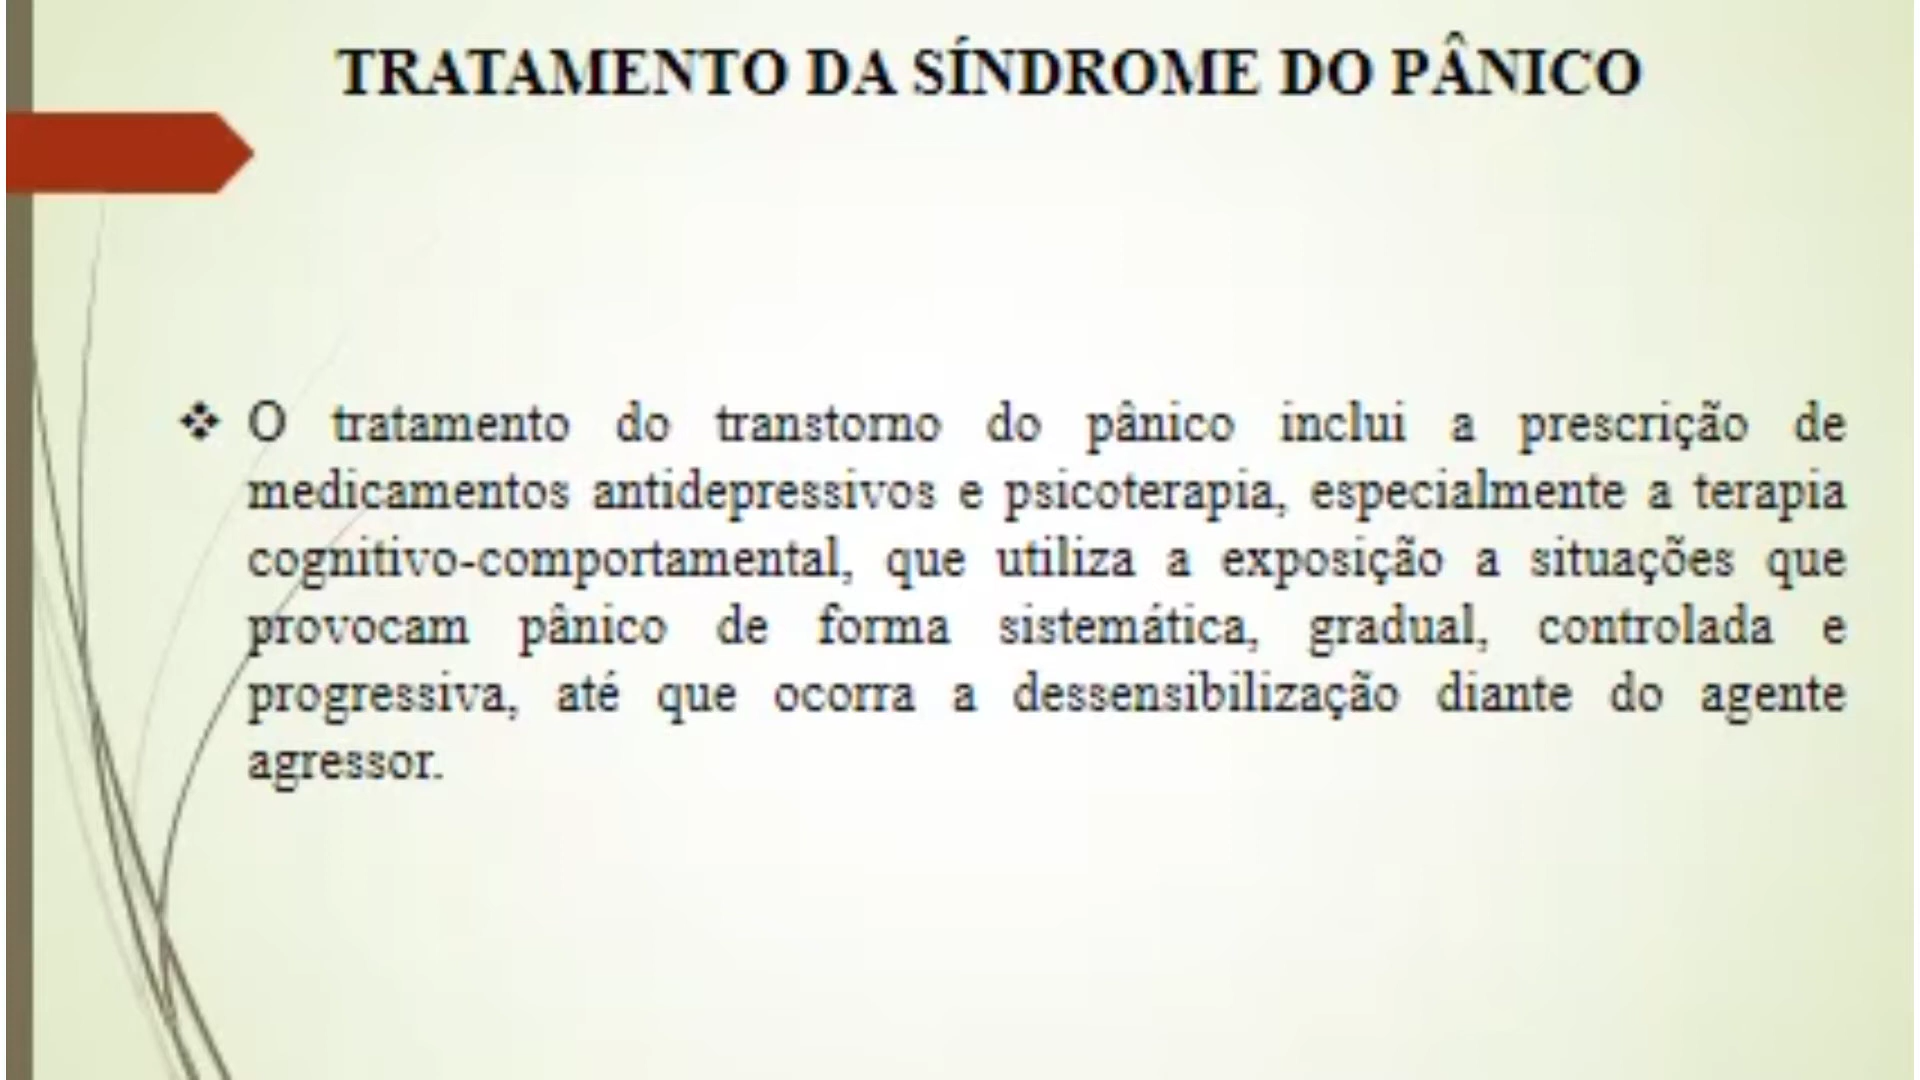 TRATAMENTO DA SÍNDROME DO PÂNICO
O tratamento do transtorno do pânico inclui a prescrição de
medicamentos antidepressivos e psicoterapia, especialmente a terapia
cognitivo-comportamental, que utiliza a exposição a situações que
provocam pânico de forma sistemática, gradual, controlada e
progressiva, até que ocorra a dessensibilização diante do agente
agressor.